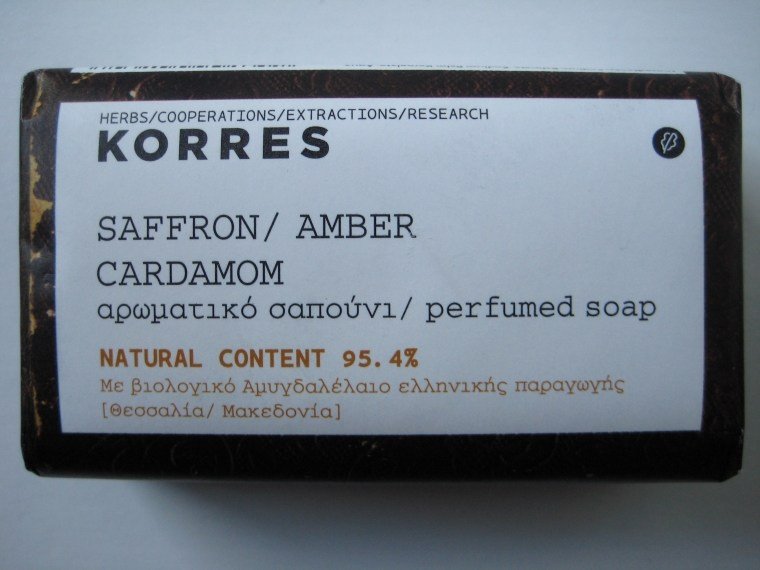 HERBS/COOPERATIONS/EXTRACTIONS/RESEARCH
KORRES
SAFFRON/ AMBER
CARDAMOM
αρωματικό σαπούνι/ perfumed soap
NATURAL CONTENT 95.4%
Με βιολογικό Αμυγδαλέλαιο ελληνικής παραγωγής
[Θεσσαλία/ Μακεδονία]